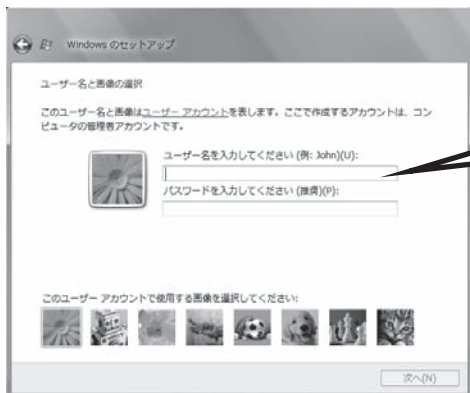 Windows のセットアップ
ユーザー名と画像の選択
このユーザー名と画像はユーザー アカウントを表します。ここで作成するアカウントは、コン
ピュータの管理者アカウントです。
ユーザー名を入力してください (例: John)(U):
パスワードを入力してください (推奨)(P):
このユーザー アカウントで使用する画像を選択してください:
次へ(N)